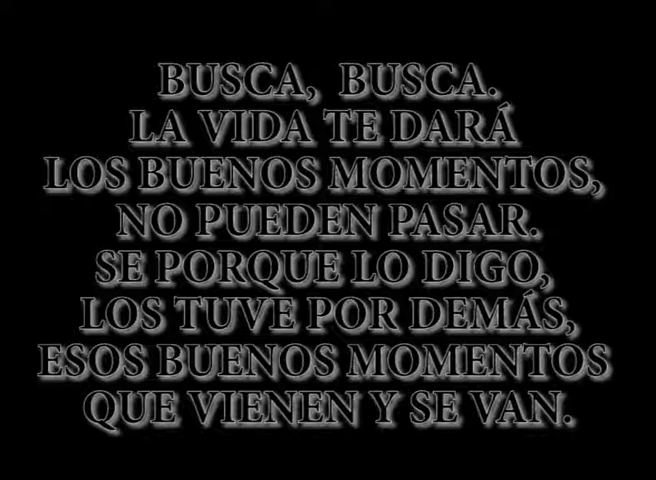 BUSCA, BUSCA.
LA VIDA TE DARÁ
LOS BUENOS MOMENTOS,
NO PUEDEN PASAR.
SE PORQUE LO DIGO,
LOS TUVE POR DEMÁS,
ESOS BUENOS MOMENTOS
QUE VIENEN Y SE VAN.